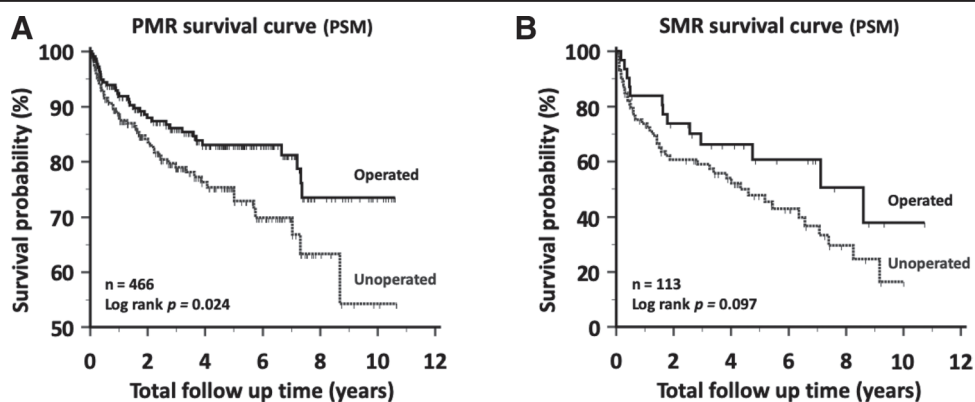 A
PMR survival curve (PSM)
Survival probability (%)
100
90
80
70
60
50
Operated
Unoperated
n = 466
Log rank p = 0.024
0 2 4 6 8 10 12
Total follow up time (years)
B
SMR survival curve (PSM)
Survival probability (%)
100
80
60
40
20
0
Operated
Unoperated
n = 113
Log rank p = 0.097
0 2 4 6 8 10 12
Total follow up time (years)